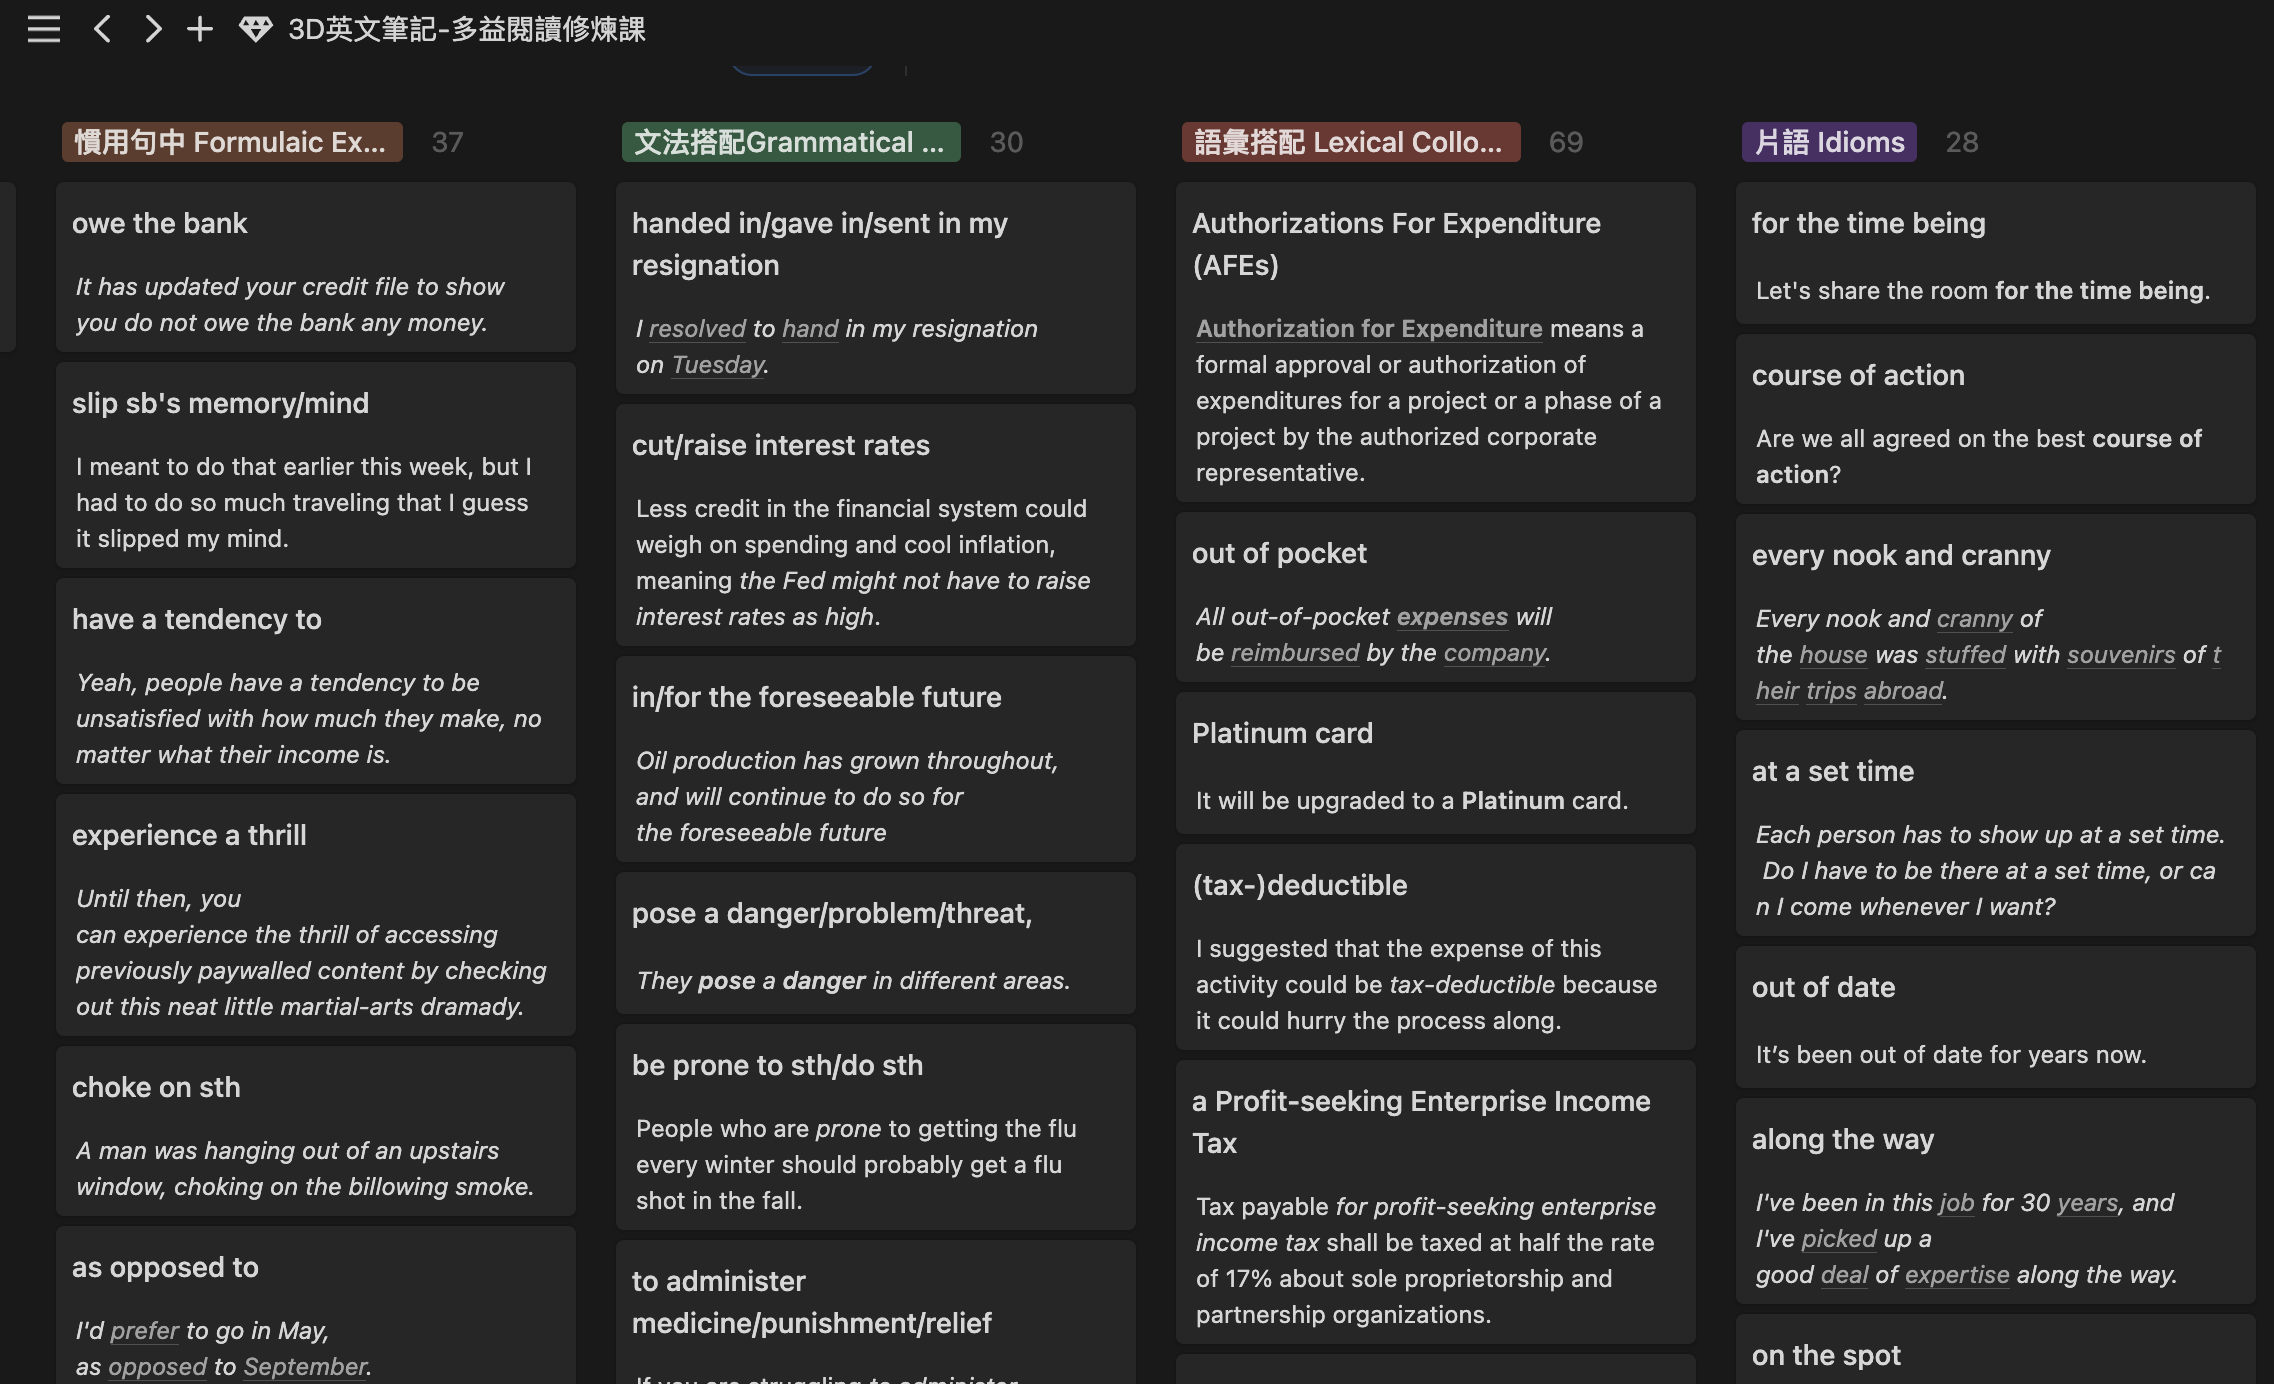 3D英文筆記-多益閱讀修煉課
慣用句中 Formulaic Ex... 37
owe the bank
It has updated your credit file to show
you do not owe the bank any money.
slip sb's memory/mind
I meant to do that earlier this week, but I
had to do so much traveling that I guess
it slipped my mind.
have a tendency to
Yeah, people have a tendency to be
unsatisfied with how much they make, no
matter what their income is.
experience a thrill
Until then, you
can experience the thrill of accessing
previously paywalled content by checking
out this neat little martial-arts dramady.
choke on sth
A man was hanging out of an upstairs
window, choking on the billowing smoke.
as opposed to
I'd prefer to go in May,
as opposed to September.
文法搭配Grammatical ... 30
handed in/gave in/sent in my
resignation
I resolved to hand in my resignation
on Tuesday.
cut/raise interest rates
Less credit in the financial system could
weigh on spending and cool inflation,
meaning the Fed might not have to raise
interest rates as high.
in/for the foreseeable future
Oil production has grown throughout,
and will continue to do so for
the foreseeable future
pose a danger/problem/threat,
They pose a danger in different areas.
be prone to sth/do sth
People who are prone to getting the flu
every winter should probably get a flu
shot in the fall.
to administer
medicine/punishment/relief
If you are struggling to administer
語彙搭配 Lexical Collo... 69
Authorizations For Expenditure
(AFEs)
Authorization for Expenditure means a
formal approval or authorization of
expenditures for a project or a phase of a
project by the authorized corporate
representative.
out of pocket
All out-of-pocket expenses will
be reimbursed by the company.
Platinum card
It will be upgraded to a Platinum card.
(tax-)deductible
I suggested that the expense of this
activity could be tax-deductible because
it could hurry the process along.
a Profit-seeking Enterprise Income
Tax
Tax payable for profit-seeking enterprise
income tax shall be taxed at half the rate
of 17% about sole proprietorship and
partnership organizations.
片語 Idioms 28
for the time being
Let's share the room for the time being.
course of action
Are we all agreed on the best course of
action?
every nook and cranny
Every nook and cranny of
the house was stuffed with souvenirs of t
heir trips abroad.
at a set time
Each person has to show up at a set time.
Do I have to be there at a set time, or ca
n I come whenever I want?
out of date
It’s been out of date for years now.
along the way
I've been in this job for 30 years, and
I've picked up a
good deal of expertise along the way.
on the spot